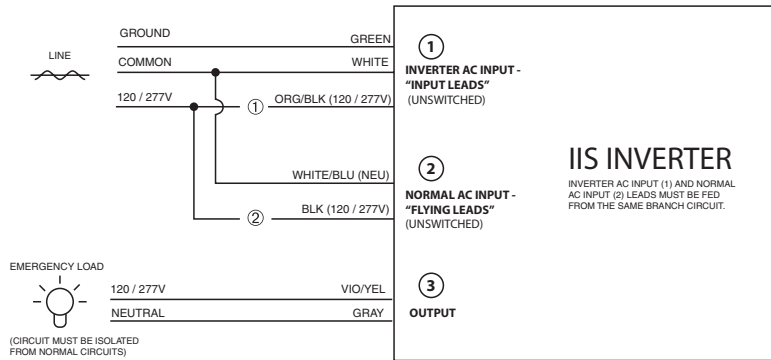 GROUND
GREEN
LINE
COMMON
WHITE
120 / 277V
①
ORG/BLK (120 / 277V)
1
INVERTER AC INPUT -
“INPUT LEADS”
(UNSWITCHED)
WHITE/BLU (NEU)
②
BLK (120 / 277V)
2
NORMAL AC INPUT -
“FLYING LEADS”
(UNSWITCHED)
IIS INVERTER
INVERTER AC INPUT (1) AND NORMAL
AC INPUT (2) LEADS MUST BE FED
FROM THE SAME BRANCH CIRCUIT.
EMERGENCY LOAD
120 / 277V
VIO/YEL
NEUTRAL
GRAY
(CIRCUIT MUST BE ISOLATED
FROM NORMAL CIRCUITS)
3
OUTPUT